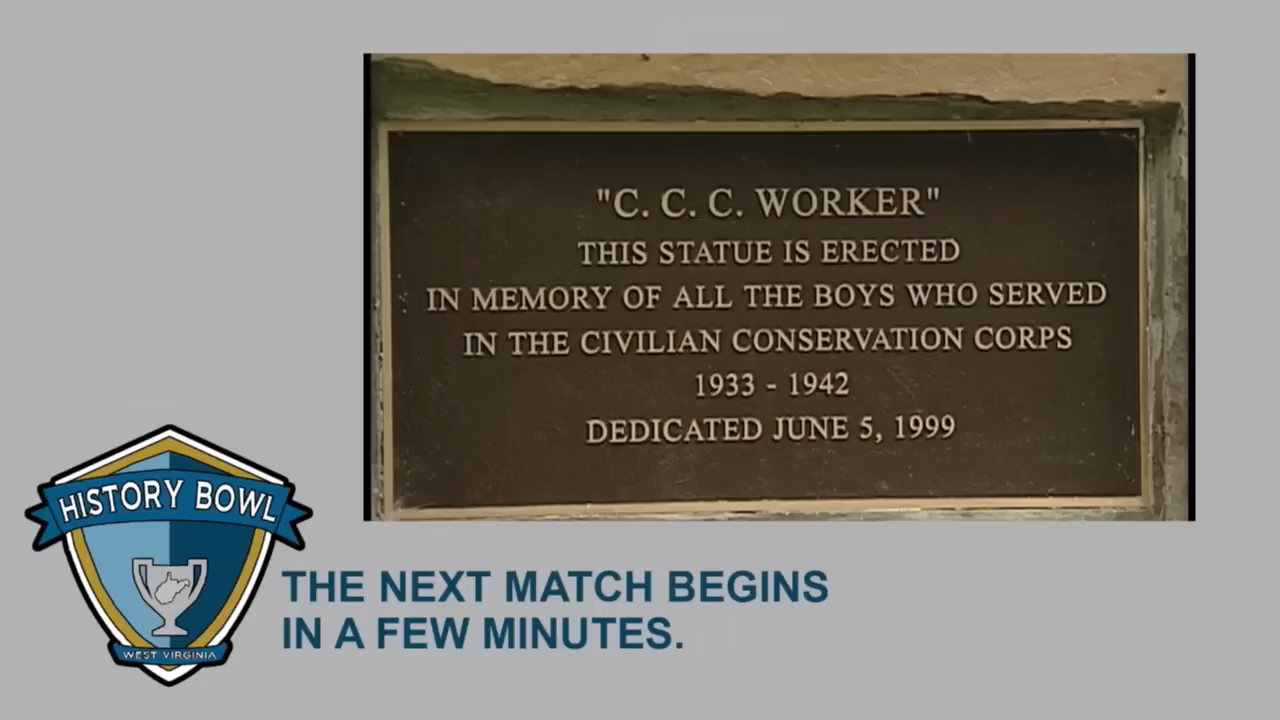 "C. C. C. WORKER"
THIS STATUE IS ERECTED
IN MEMORY OF ALL THE BOYS WHO SERVED
IN THE CIVILIAN CONSERVATION CORPS
1933 - 1942
DEDICATED JUNE 5, 1999
HISTORY BOWL
WEST VIRGINIA
THE NEXT MATCH BEGINS
IN A FEW MINUTES.